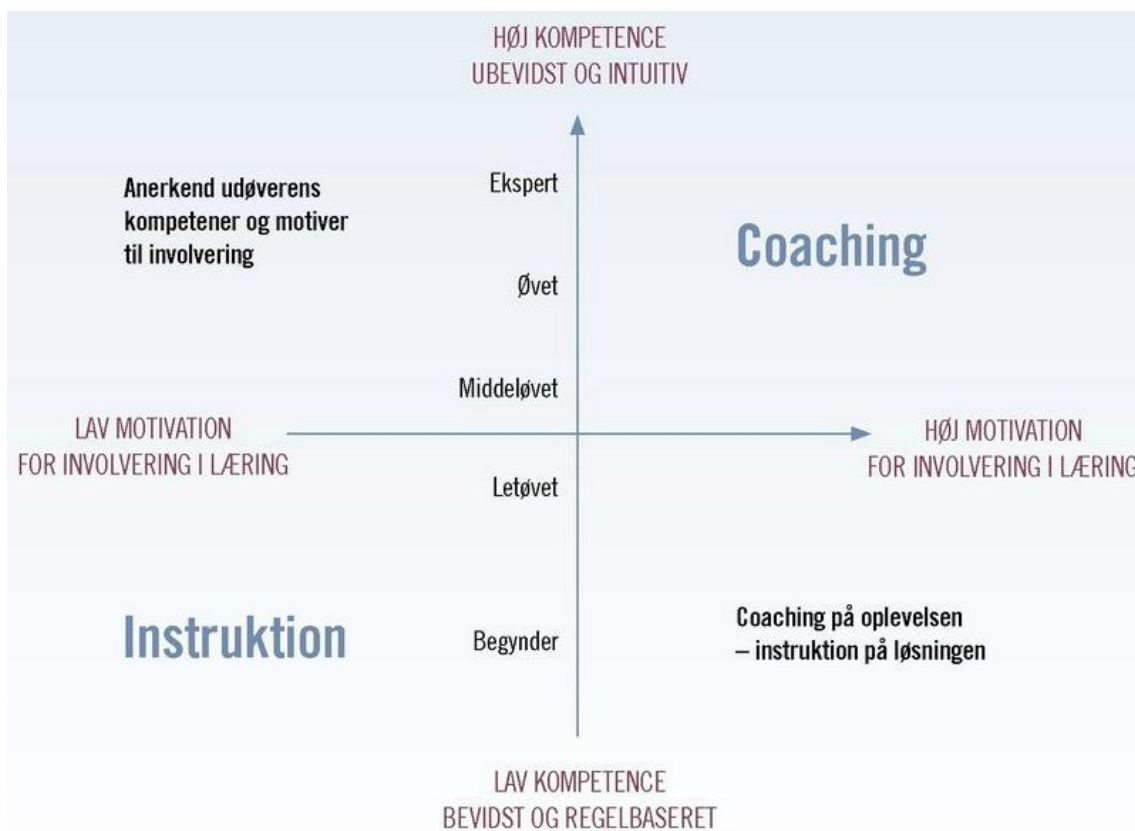 HØJ KOMPETENCE
UBEVIDST OG INTUITIV
Anerkend udøverens
kompetener og motiver
til involvering
Ekspert
Coaching
Øvet
Middeløvet
LAV MOTIVATION
FOR INVOLVERING I LÆRING
HØJ MOTIVATION
FOR INVOLVERING I LÆRING
Letøvet
Instruktion
Begynder
Coaching på oplevelsen
– instruktion på løsningen
LAV KOMPETENCE
BEVIDST OG REGELBASERET